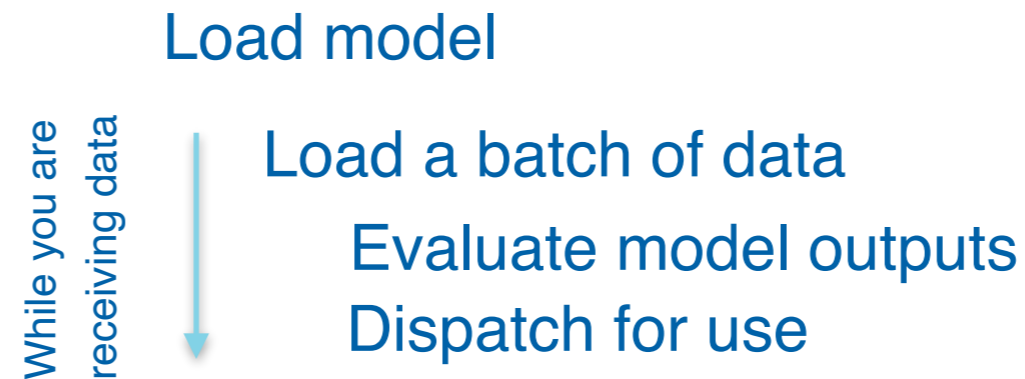 Load model
While you are
receiving data
Load a batch of data
Evaluate model outputs
Dispatch for use